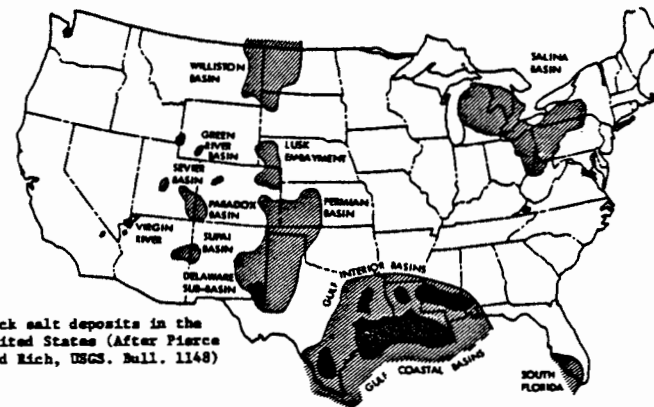 WILLISTON
BASIN
SALINA
BASIN
GREEN
RIVER
BASIN
LUSK
EMBAYMENT
SEVIER
BASIN
PARADOX
BASIN
PERMIAN
BASIN
VIRGIN
RIVER
SUPAI
BASIN
DELAWARE
SUB-BASIN
GULF INTERIOR BASINS
GULF COASTAL BASINS
SOUTH
FLORIDA
ck salt deposits in the
ited States (After Pierce
d Rich, USGS. Bull. 1148)